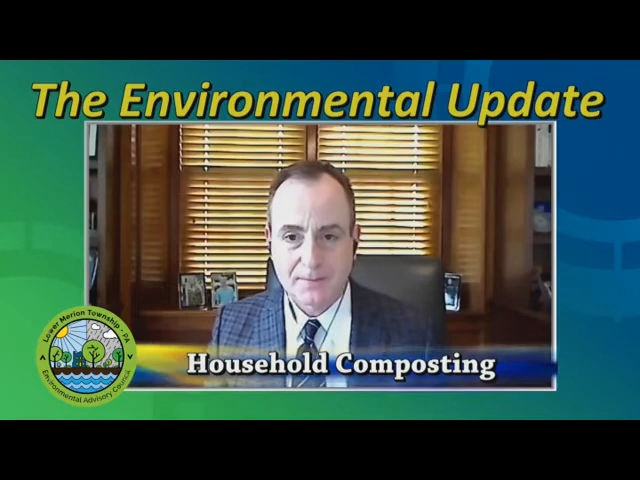 The Environmental Update
Lower Merion Township - PA
Environmental Advisory Council
Household Composting